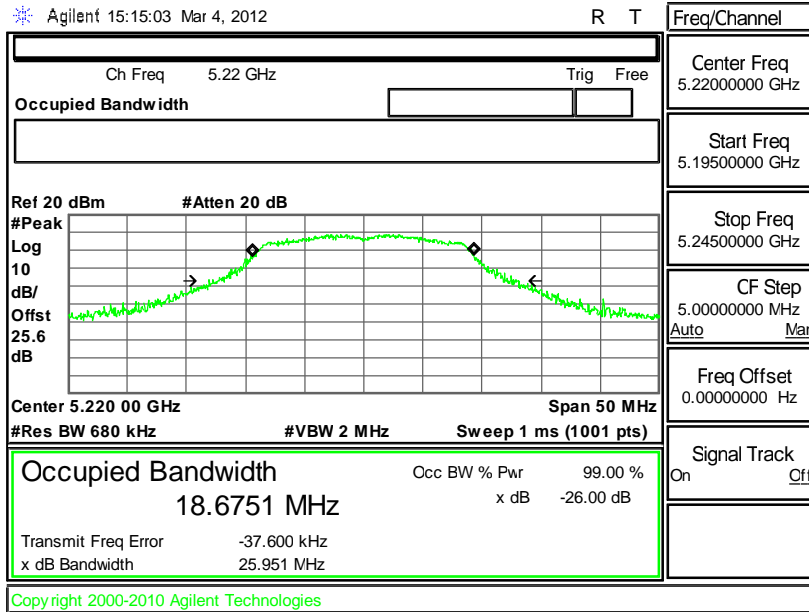 Agilent 15:15:03 Mar 4, 2012 R T
Freq/Channel
Ch Freq 5.22 GHz Trig Free
Occupied Bandwidth
Center Freq
5.22000000 GHz
Start Freq
5.19500000 GHz
Stop Freq
5.24500000 GHz
CF Step
5.00000000 MHz
Auto Man
Freq Offset
0.00000000 Hz
Signal Track
On Off
Ref 20 dBm #Atten 20 dB
#Peak
Log
10
dB/
Offst
25.6
dB
Center 5.220 00 GHz Span 50 MHz
#Res BW 680 kHz #VBW 2 MHz Sweep 1 ms (1001 pts)
Occupied Bandwidth Occ BW % Pwr 99.00 %
18.6751 MHz x dB -26.00 dB
Transmit Freq Error -37.600 kHz
x dB Bandwidth 25.951 MHz
Copyright 2000-2010 Agilent Technologies